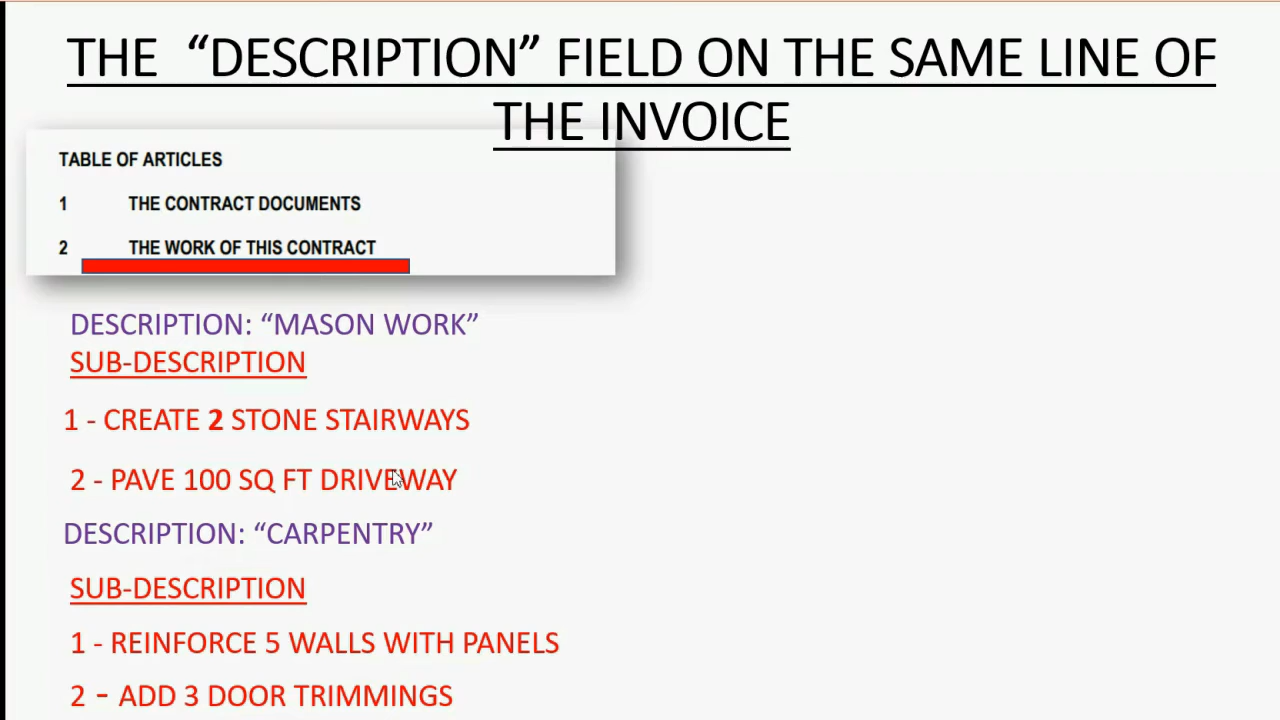 THE “DESCRIPTION” FIELD ON THE SAME LINE OF
THE INVOICE
TABLE OF ARTICLES
1 THE CONTRACT DOCUMENTS
2 THE WORK OF THIS CONTRACT
DESCRIPTION: “MASON WORK”
SUB-DESCRIPTION
1 - CREATE 2 STONE STAIRWAYS
2 - PAVE 100 SQ FT DRIVEWAY
DESCRIPTION: “CARPENTRY”
SUB-DESCRIPTION
1 - REINFORCE 5 WALLS WITH PANELS
2 - ADD 3 DOOR TRIMMINGS